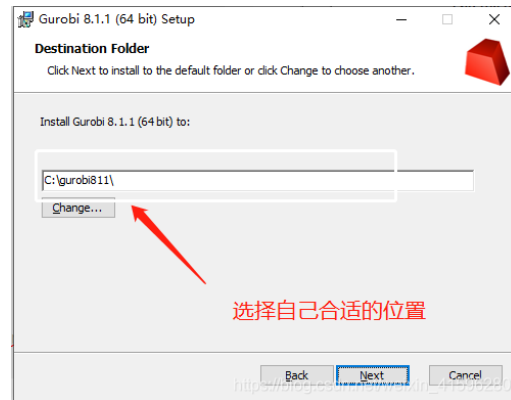 Gurobi 8.1.1 (64 bit) Setup
Destination Folder
Click Next to install to the default folder or click Change to choose another.
Install Gurobi 8.1.1 (64 bit) to:
C:\gurobi811\
Change...
选择自己合适的位置
Back Next Cancel